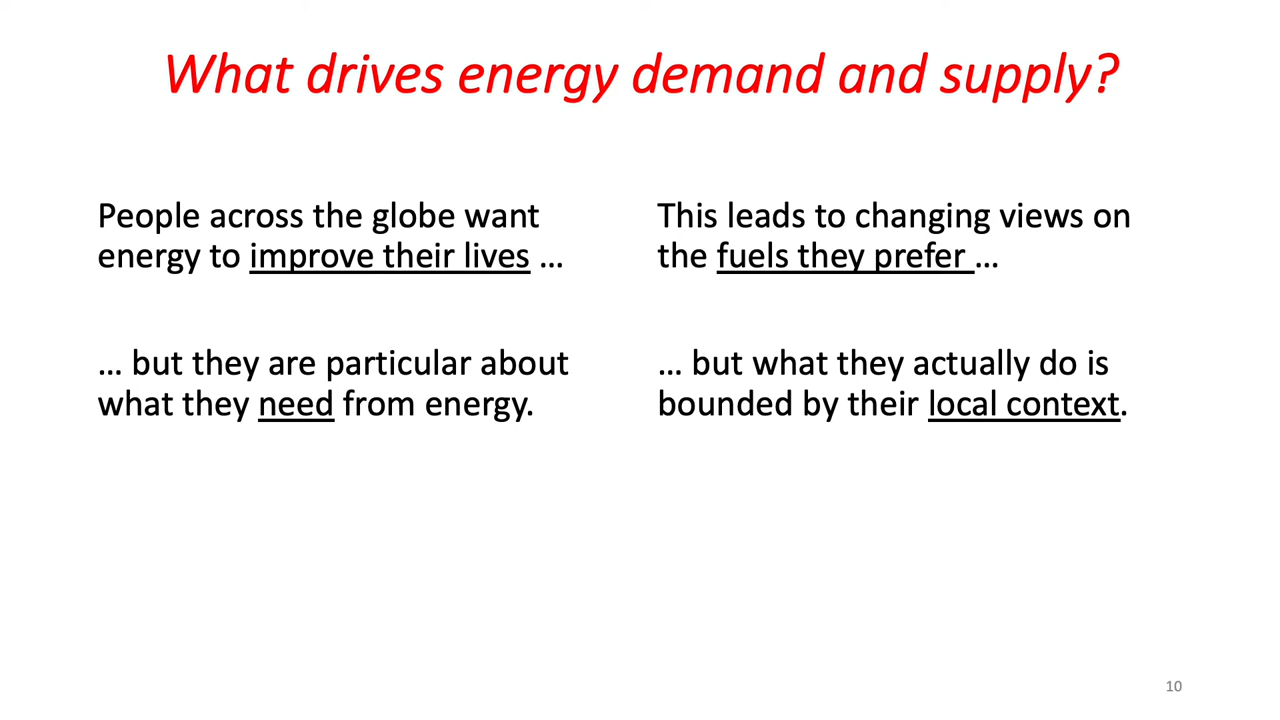 What drives energy demand and supply?
People across the globe want
energy to improve their lives …
… but they are particular about
what they need from energy.
This leads to changing views on
the fuels they prefer …
… but what they actually do is
bounded by their local context.
10